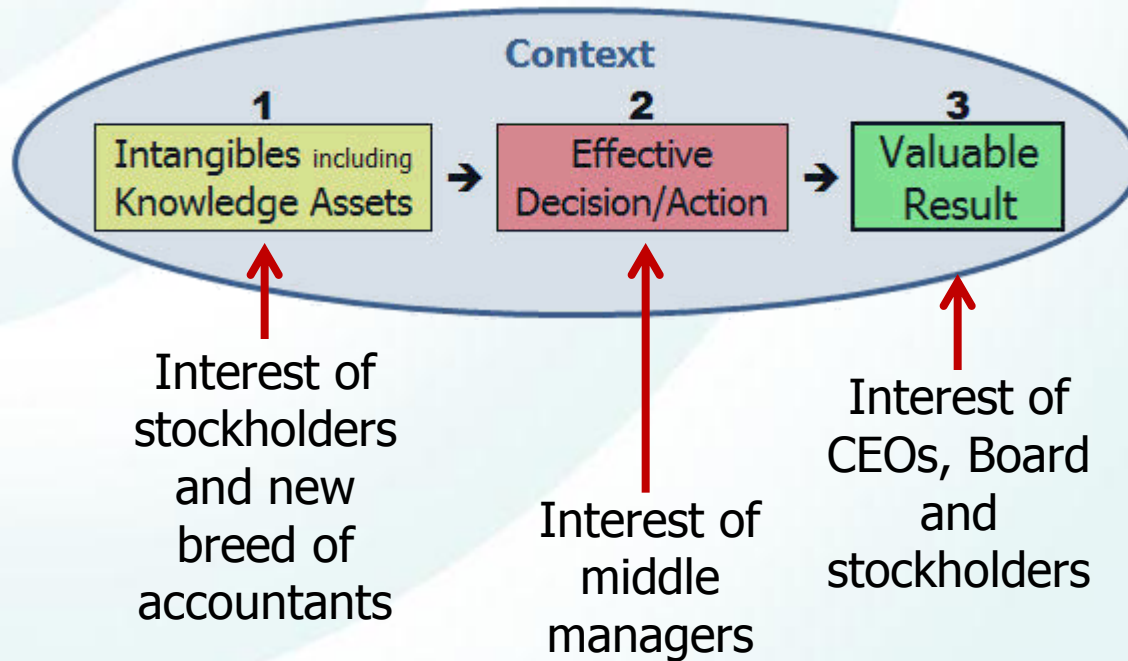 Context
1
Intangibles including
Knowledge Assets
➔
2
Effective
Decision/Action
➔
3
Valuable
Result
Interest of
stockholders
and new
breed of
accountants
Interest of
middle
managers
Interest of
CEOs, Board
and
stockholders